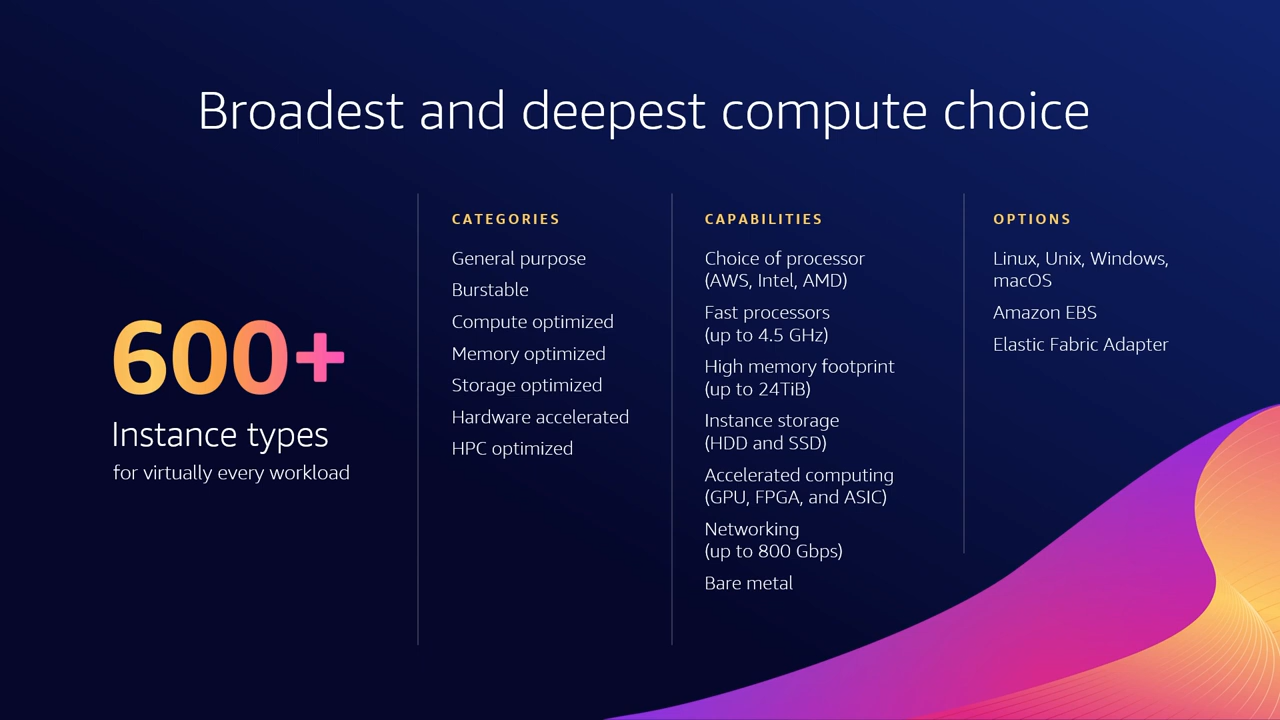 Broadest and deepest compute choice
600+
Instance types
for virtually every workload
CATEGORIES
General purpose
Burstable
Compute optimized
Memory optimized
Storage optimized
Hardware accelerated
HPC optimized
CAPABILITIES
Choice of processor
(AWS, Intel, AMD)
Fast processors
(up to 4.5 GHz)
High memory footprint
(up to 24TiB)
Instance storage
(HDD and SSD)
Accelerated computing
(GPU, FPGA, and ASIC)
Networking
(up to 800 Gbps)
Bare metal
OPTIONS
Linux, Unix, Windows,
macOS
Amazon EBS
Elastic Fabric Adapter